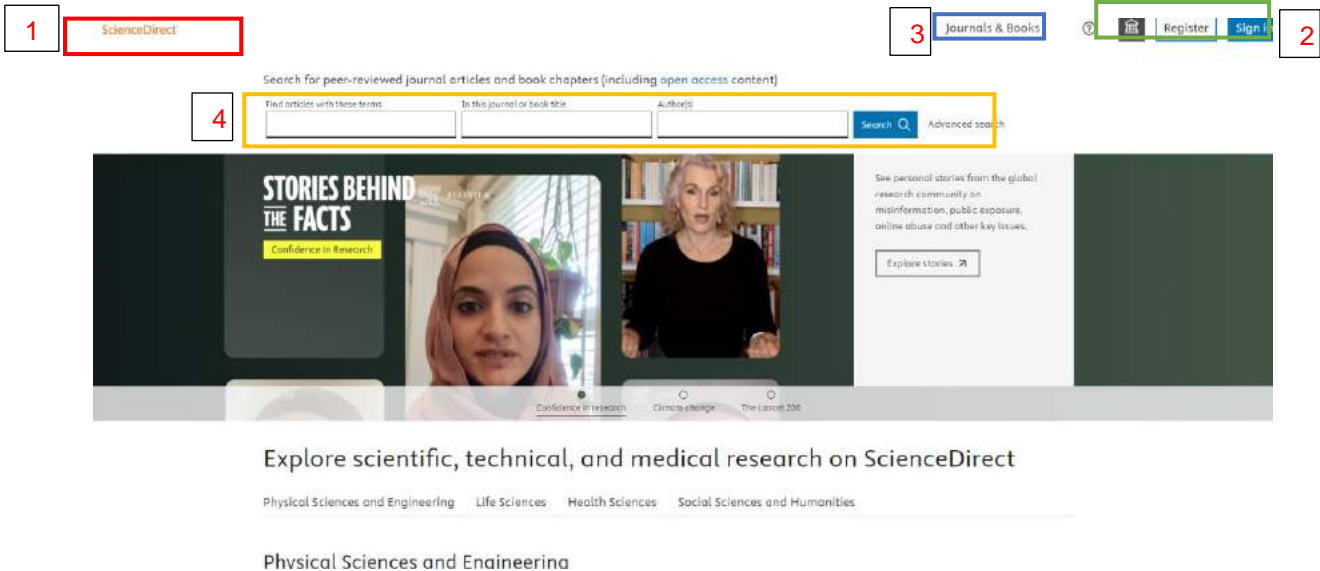 1
ScienceDirect
3
Journals & Books
?
Register
Sign in
2
Search for peer-reviewed journal articles and book chapters (including open access content)
4
Find articles with these terms
In this journal or book title
Author(s)
Search
Advanced search
STORIES BEHIND
THE FACTS
Confidence in Research
See personal stories from the global
research community on
misinformation, public exposure,
online abuse and other key issues.
Explore stories
Confidence in research
Climate change
The Lancet 200
Explore scientific, technical, and medical research on ScienceDirect
Physical Sciences and Engineering
Life Sciences
Health Sciences
Social Sciences and Humanities
Physical Sciences and Engineering